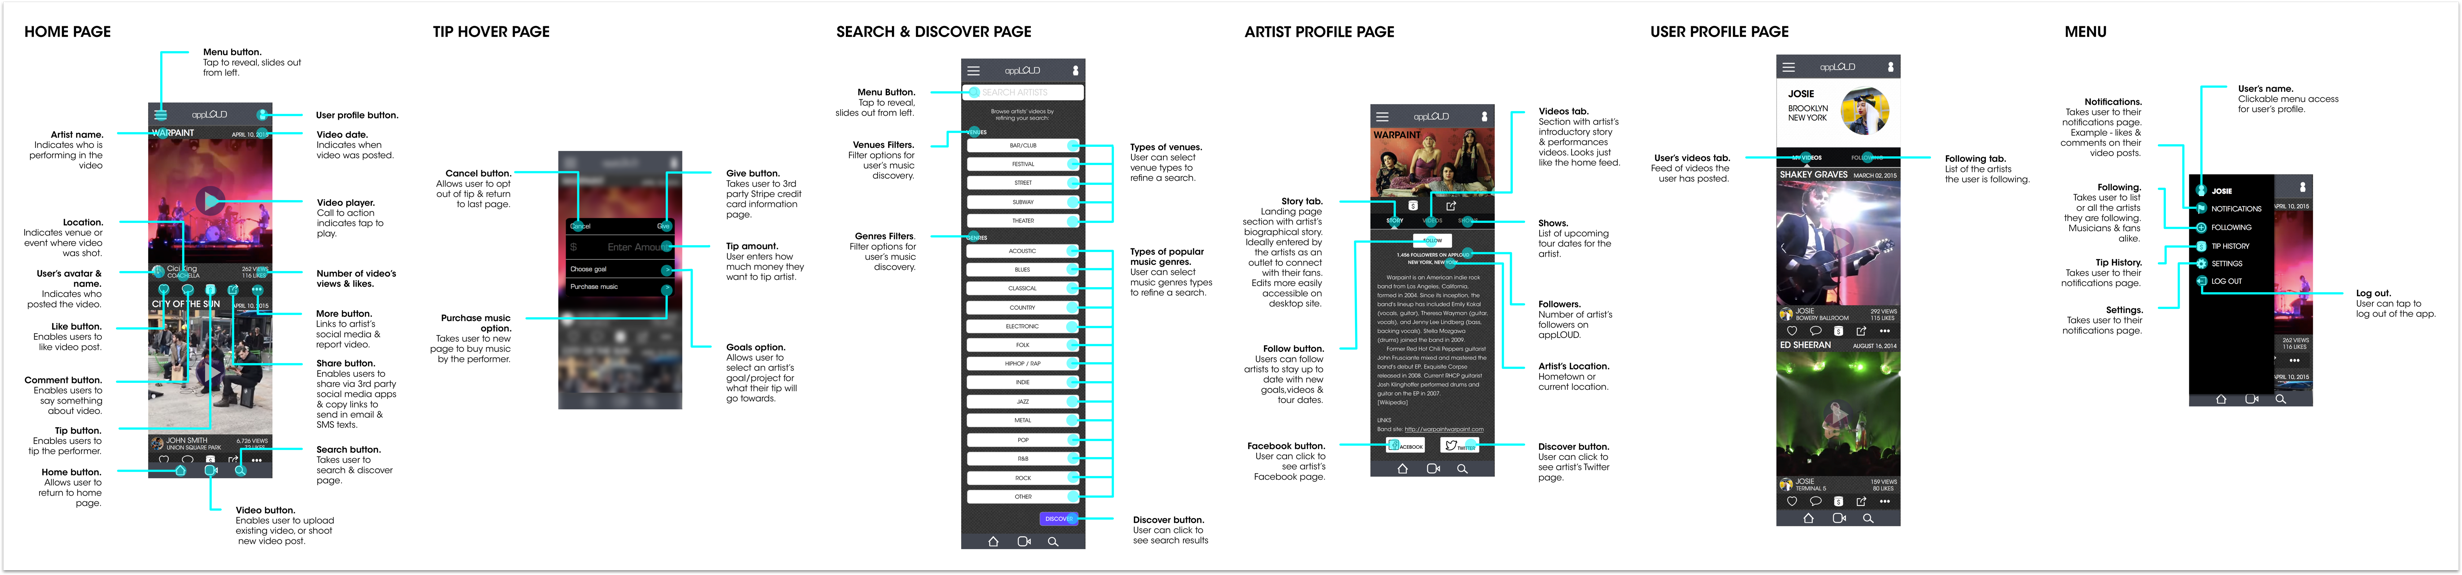 HOME PAGE
Menu button.
Tap to reveal, slides out
from left.
appLOUD
User profile button.
WARPAINT
APRIL 10, 2015
Artist name.
Indicates who is
performing in the
video
Video date.
Indicates when
video was posted.
Video player.
Call to action
indicates tap to
play.
Location.
Indicates venue or
event where video
was shot.
User's avatar &
name.
Indicates who
posted the video.
Cici King
COACHELLA
262 VIEWS
116 LIKES
Number of video's
views & likes.
CITY OF THE SUN
APRIL 10, 2015
Like button.
Enables users to
like video post.
More button.
Links to artist's
social media &
report video.
Comment button.
Enables users to
say something
about video.
Share button.
Enables users to
share via 3rd party
social media apps
& copy links to
send in email &
SMS texts.
Tip button.
Enables users to
tip the performer.
JOHN SMITH
UNION SQUARE PARK
6,726 VIEWS
Home button.
Allows user to
return to home
page.
Search button.
Takes user to
search & discover
page.
Video button.
Enables user to upload
existing video, or shoot
new video post.
TIP HOVER PAGE
Cancel button.
Allows user to opt
out of tip & return
to last page.
Give button.
Takes user to 3rd
party Stripe credit
card information
page.
Cancel
Give
$ Enter Amount
Choose goal >
Purchase music
Tip amount.
User enters how
much money they
want to tip artist.
Purchase music
option.
Takes user to new
page to buy music
by the performer.
Goals option.
Allows user to
select an artist's
goal/project for
what their tip will
go towards.
SEARCH & DISCOVER PAGE
appLOUD
SEARCH ARTISTS
Menu Button.
Tap to reveal,
slides out from left.
Browse artists' videos by
refining your search:
VENUES
BAR/CLUB
FESTIVAL
STREET
SUBWAY
THEATER
Venues Filters.
Filter options for
user's music
discovery.
Types of venues.
User can select
venue types to
refine a search.
GENRES
ACOUSTIC
BLUES
CLASSICAL
COUNTRY
ELECTRONIC
FOLK
HIPHOP / RAP
INDIE
JAZZ
METAL
POP
R&B
ROCK
OTHER
DISCOVER
Genres Filters.
Filter options for
user's music
discovery.
Types of popular
music genres.
User can select
music genres types
to refine a search.
Discover button.
User can click to
see search results
ARTIST PROFILE PAGE
appLOUD
WARPAINT
STORY
VIDEOS
SHOWS
FOLLOW
1,456 FOLLOWERS ON APPLOUD
NEW YORK, NEW YORK
Warpaint is an American indie rock
band from Los Angeles, California,
formed in 2004. Since its inception, the
band's lineup has included Emily Kokal
(vocals, guitar), Theresa Wayman (guitar,
vocals), and Jenny Lee Lindberg (bass,
backing vocals). Stella Mozgawa
(drums) joined the band in 2009.
Former Red Hot Chili Peppers guitarist
John Frusciante mixed and mastered the
band's debut EP, Exquisite Corpse
released in 2008. Current RHCP guitarist
Josh Klinghoffer performed drums and
guitar on the EP in 2007.
[Wikipedia]
LINKS
Band site: http://warpaintwarpaint.com
FACEBOOK
TWITTER
Story tab.
Landing page
section with artist's
biographical story.
Ideally entered by
the artists as an
outlet to connect
with their fans.
Edits more easily
accessible on
desktop site.
Follow button.
Users can follow
artists to stay up to
date with new
goals,videos &
tour dates.
Facebook button.
User can click to
see artist's
Facebook page.
Videos tab.
Section with artist's
introductory story
& performances
videos. Looks just
like the home feed.
Shows.
List of upcoming
tour dates for the
artist.
Followers.
Number of artist's
followers on
appLOUD.
Artist's Location.
Hometown or
current location.
Discover button.
User can click to
see artist's Twitter
page.
USER PROFILE PAGE
appLOUD
JOSIE
BROOKLYN
NEW YORK
MY VIDEOS
FOLLOWING
User's videos tab.
Feed of videos the
user has posted.
Following tab.
List of the artists
the user is following.
SHAKEY GRAVES
MARCH 02, 2015
JOSIE
BOWERY BALLROOM
292 VIEWS
115 LIKES
ED SHEERAN
AUGUST 16, 2014
JOSIE
TERMINAL 5
159 VIEWS
80 LIKES
MENU
User's name.
Clickable menu access
for user's profile.
Notifications.
Takes user to their
notifications page.
Example - likes &
comments on their
video posts.
Following.
Takes user to list
or all the artists
they are following.
Musicians & fans
alike.
Tip History.
Takes user to their
notifications page.
Settings.
Takes user to their
notifications page.
JOSIE
NOTIFICATIONS
FOLLOWING
TIP HISTORY
SETTINGS
LOG OUT
APRIL 10, 2015
262 VIEWS
116 LIKES
APRIL 10, 2015
Log out.
User can tap to
log out of the app.